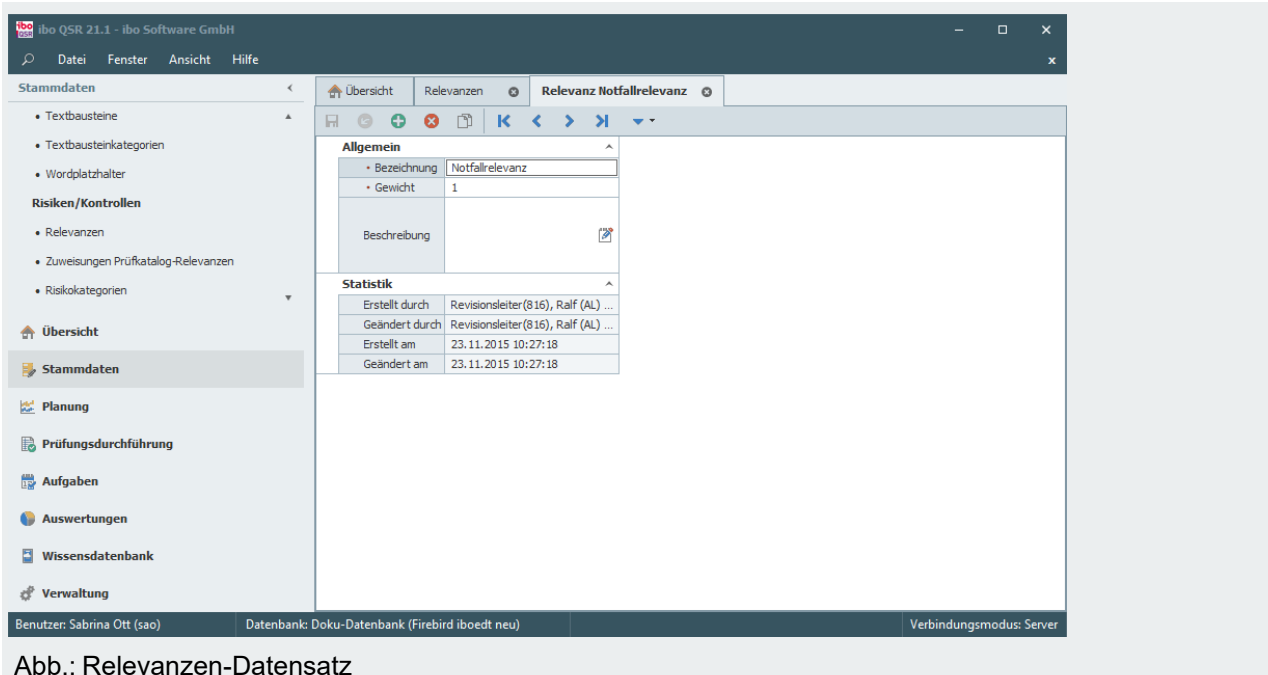 ibo QSR 21.1 - ibo Software GmbH
Datei Fenster Ansicht Hilfe
Stammdaten
• Textbausteine
• Textbausteinkategorien
• Wordplatzhalter
Risiken/Kontrollen
• Relevanzen
• Zuweisungen Prüfkatalog-Relevanzen
• Risikokategorien
Übersicht
Stammdaten
Planung
Prüfungsdurchführung
Aufgaben
Auswertungen
Wissensdatenbank
Verwaltung
Übersicht Relevanzen Relevanz Notfallrelevanz
Allgemein
• Bezeichnung Notfallrelevanz
• Gewicht 1
Beschreibung
Statistik
Erstellt durch Revisionsleiter(816), Ralf (AL) ...
Geändert durch Revisionsleiter(816), Ralf (AL) ...
Erstellt am 23.11.2015 10:27:18
Geändert am 23.11.2015 10:27:18
Benutzer: Sabrina Ott (sao) Datenbank: Doku-Datenbank (Firebird iboedt neu) Verbindungsmodus: Server
Abb.: Relevanzen-Datensatz